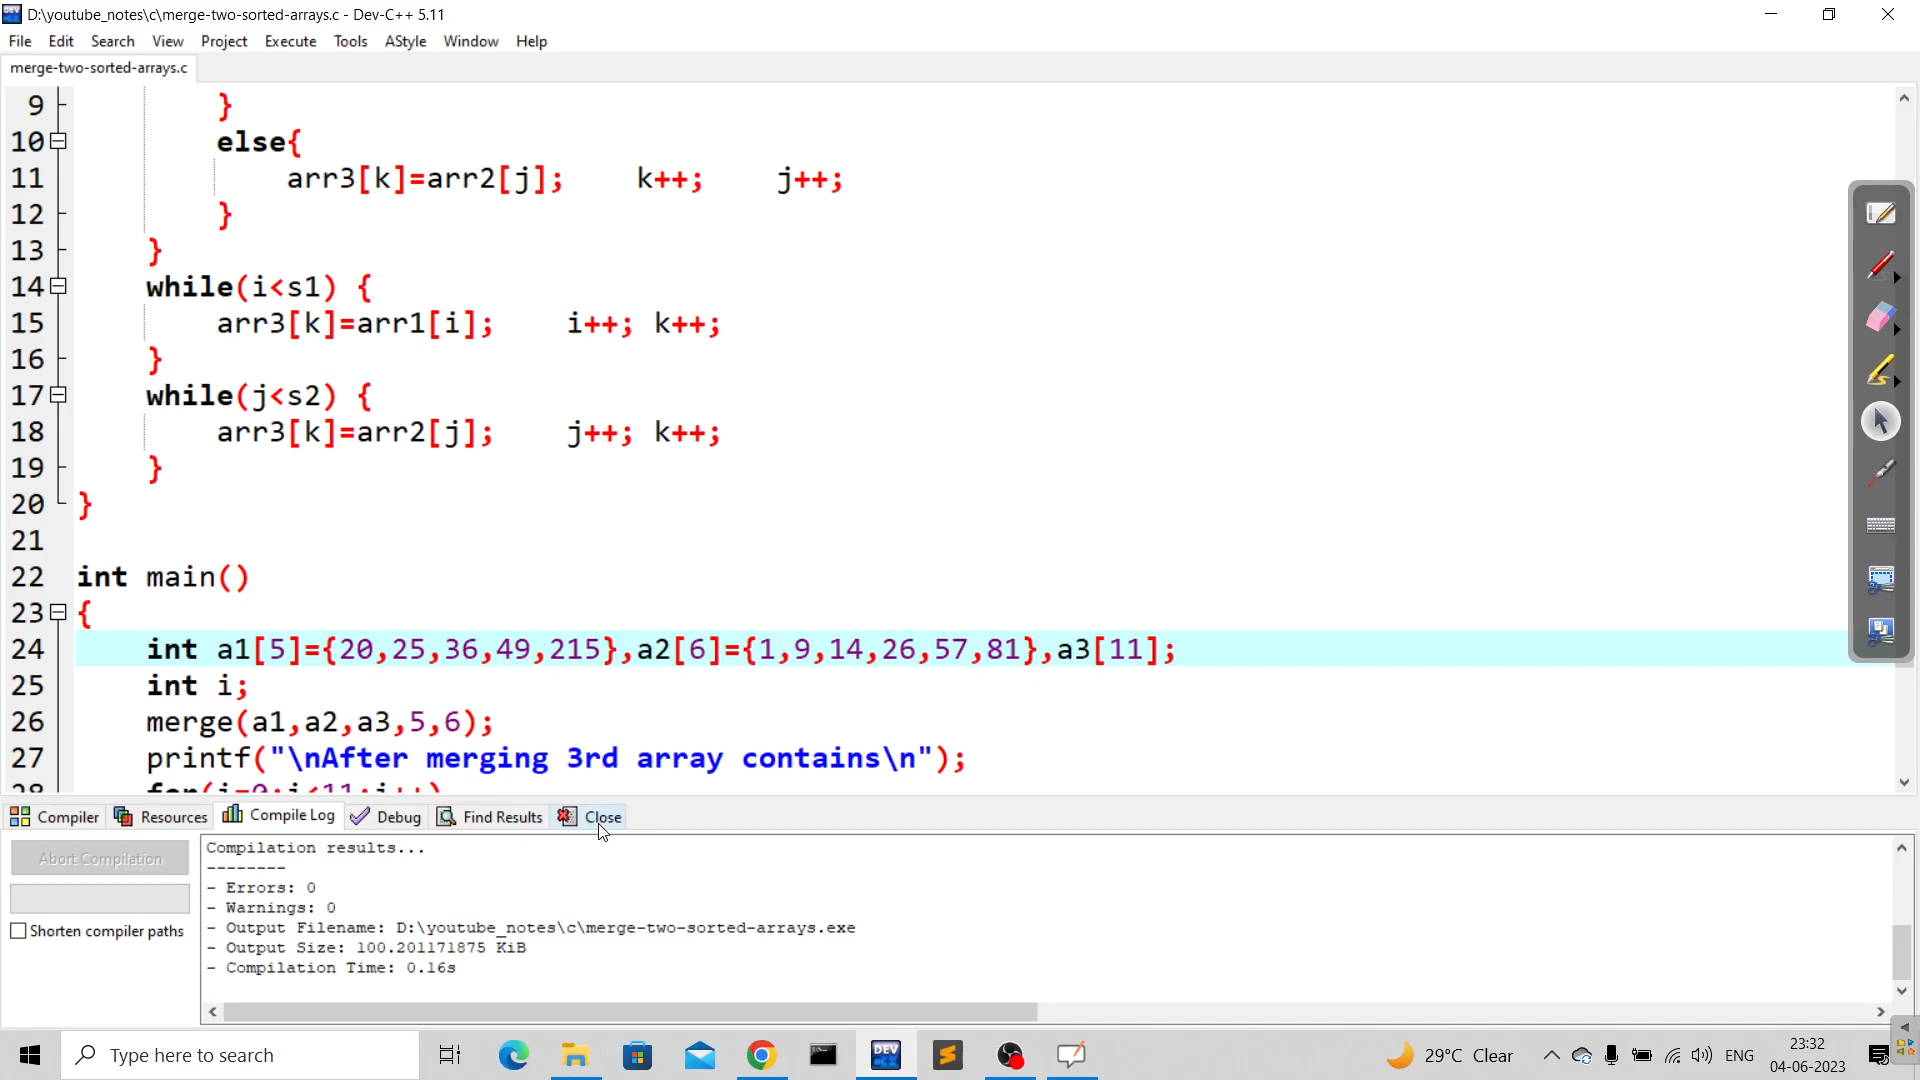 D:\youtube_notes\c\merge-two-sorted-arrays.c - Dev-C++ 5.11
File Edit Search View Project Execute Tools AStyle Window Help
merge-two-sorted-arrays.c
9 }
10 else{
11 arr3[k]=arr2[j]; k++; j++;
12 }
13 }
14 while(i<s1) {
15 arr3[k]=arr1[i]; i++; k++;
16 }
17 while(j<s2) {
18 arr3[k]=arr2[j]; j++; k++;
19 }
20 }
21
22 int main()
23 {
24 int a1[5]={20,25,36,49,215},a2[6]={1,9,14,26,57,81},a3[11];
25 int i;
26 merge(a1,a2,a3,5,6);
27 printf("\nAfter merging 3rd array contains\n");
28 for(i=0;i<11;i++)
Compiler Resources Compile Log Debug Find Results Close
Abort Compilation
Shorten compiler paths
Compilation results...
--------
- Errors: 0
- Warnings: 0
- Output Filename: D:\youtube_notes\c\merge-two-sorted-arrays.exe
- Output Size: 100.201171875 KiB
- Compilation Time: 0.16s
Type here to search
DEV
29°C Clear
ENG
23:32
04-06-2023